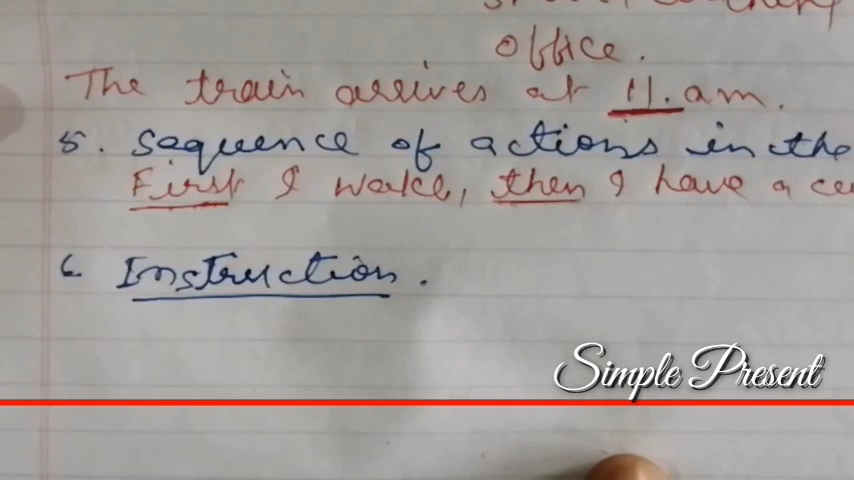 office.
The train arrives at 11.am.
5. Sequence of actions in the
First I wake, then I have a
6 Instruction.
Simple Present